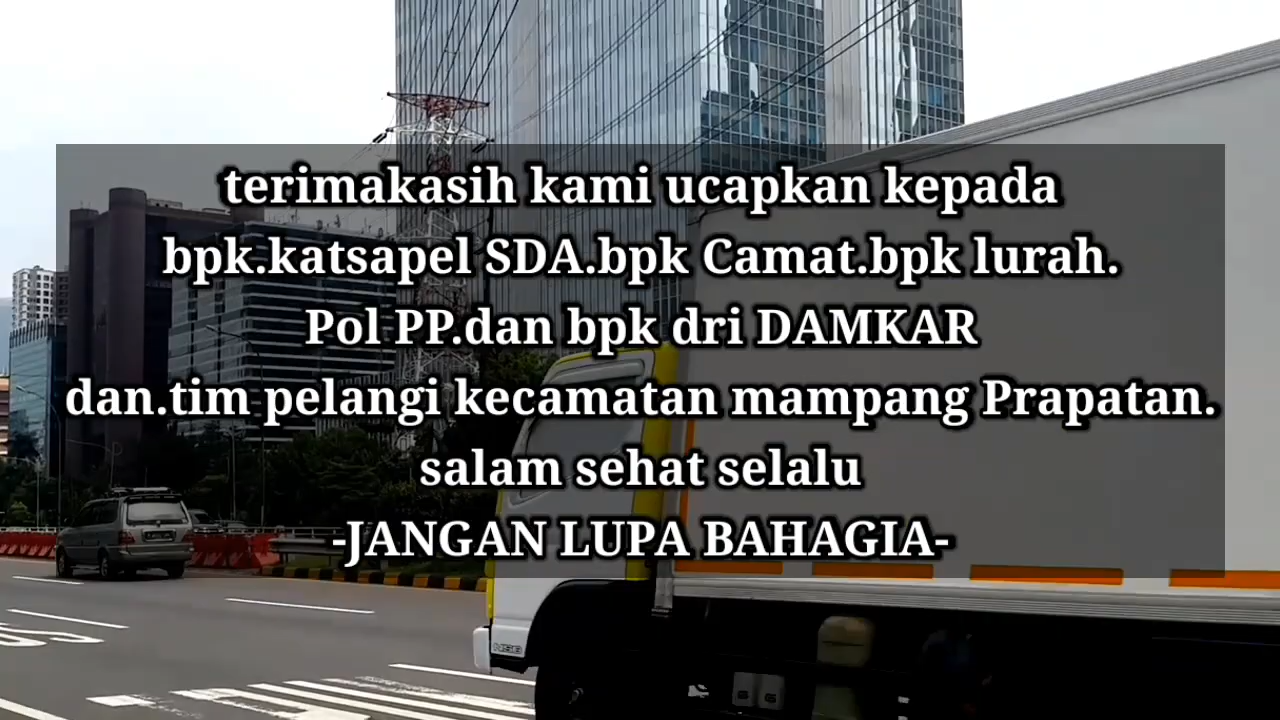 terimakasih kami ucapkan kepada
bpk.katsapel SDA.bpk Camat.bpk lurah.
Pol PP.dan bpk dri DAMKAR
dan.tim pelangi kecamatan mampang Prapatan.
salam sehat selalu
-JANGAN LUPA BAHAGIA-